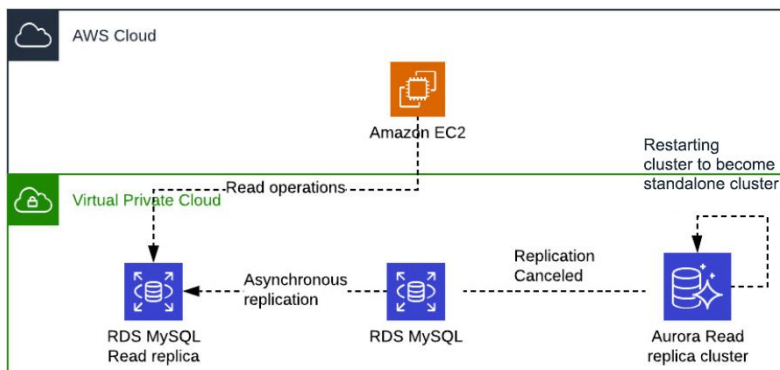 AWS Cloud
Amazon EC2
Restarting
cluster to become
standalone cluster
Read operations
Virtual Private Cloud
Asynchronous
replication
Replication
Canceled
RDS MySQL
Read replica
RDS MySQL
Aurora Read
replica cluster